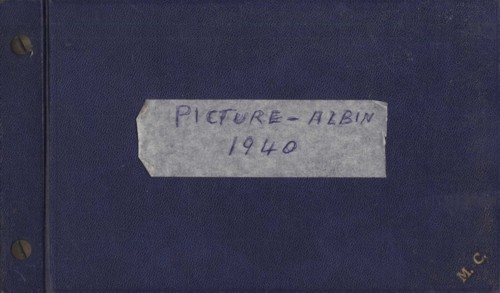 PICTURE - ALBIN
1940
M. C.